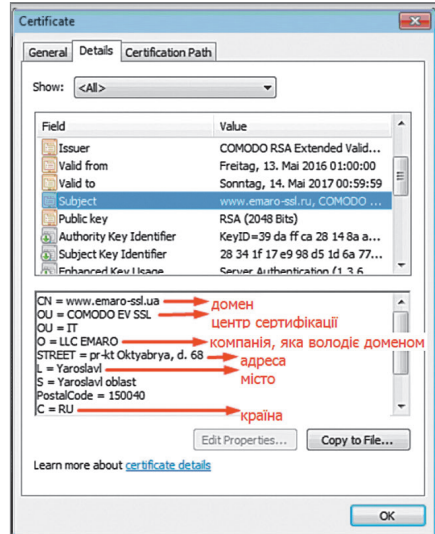 Certificate
General Details Certification Path
Show: <All>
Field Value
Issuer COMODO RSA Extended Valid...
Valid from Freitag, 13. Mai 2016 01:00:00
Valid to Sonntag, 14. Mai 2017 00:59:59
Subject www.emaro-ssl.ru, COMODO ...
Public key RSA (2048 Bits)
Authority Key Identifier KeyID=39 da ff ca 28 14 8a a...
Subject Key Identifier 28 34 1f 17 e9 98 d5 1d 6a 77...
Enhanced Key Usage Server Authentication (1.3.6
CN = www.emaro-ssl.ua домен
OU = COMODO EV SSL центр сертифікації
OU = IT
O = LLC EMARO компанія, яка володіє доменом
STREET = pr-kt Oktyabrya, d. 68 адреса
L = Yaroslavl місто
S = Yaroslavl oblast
PostalCode = 150040
C = RU країна
Edit Properties... Copy to File...
Learn more about certificate details
OK